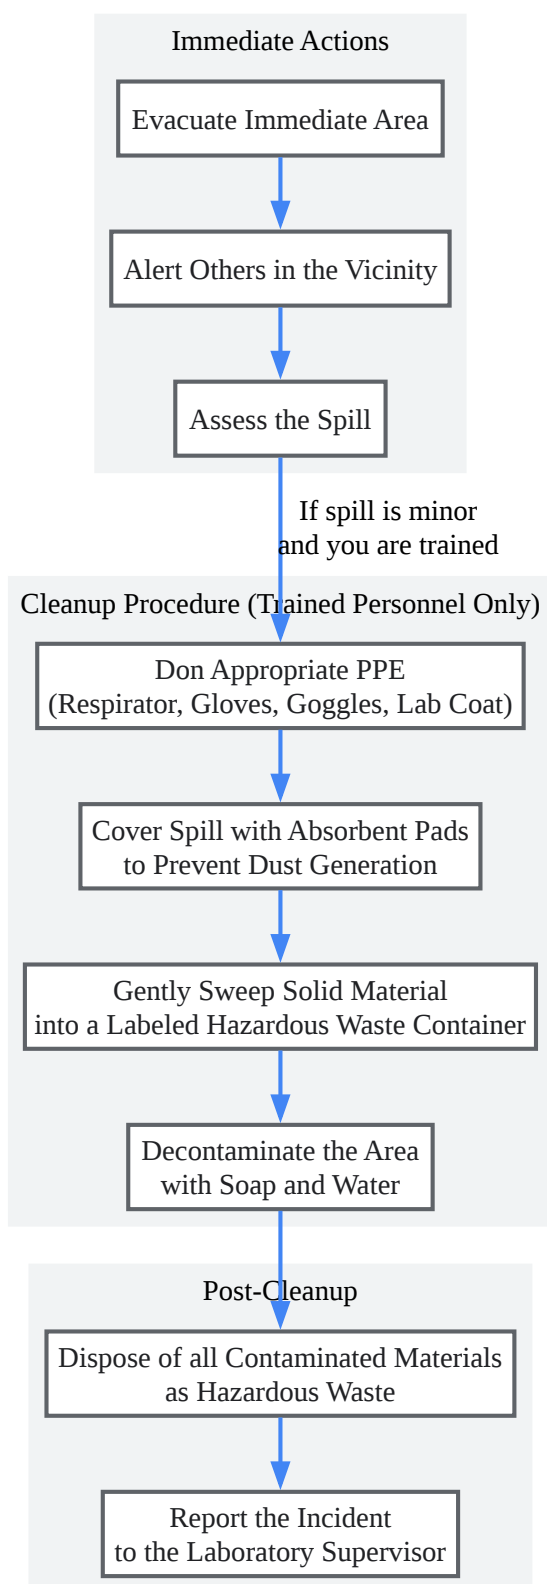 Immediate Actions
Evacuate Immediate Area
Alert Others in the Vicinity
Assess the Spill
If spill is minor
and you are trained
Cleanup Procedure (Trained Personnel Only)
Don Appropriate PPE
(Respirator, Gloves, Goggles, Lab Coat)
Cover Spill with Absorbent Pads
to Prevent Dust Generation
Gently Sweep Solid Material
into a Labeled Hazardous Waste Container
Decontaminate the Area
with Soap and Water
Post-Cleanup
Dispose of all Contaminated Materials
as Hazardous Waste
Report the Incident
to the Laboratory Supervisor